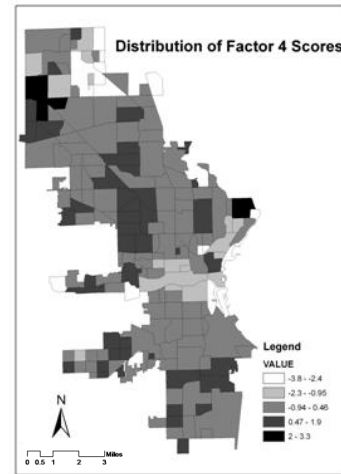 Distribution of Factor 4 Scores
Legend
VALUE
-3.8 - -2.4
-2.3 - -0.95
-0.94 - 0.46
0.47 - 1.9
2 - 3.3
N
Miles
0 0.5 1 2 3